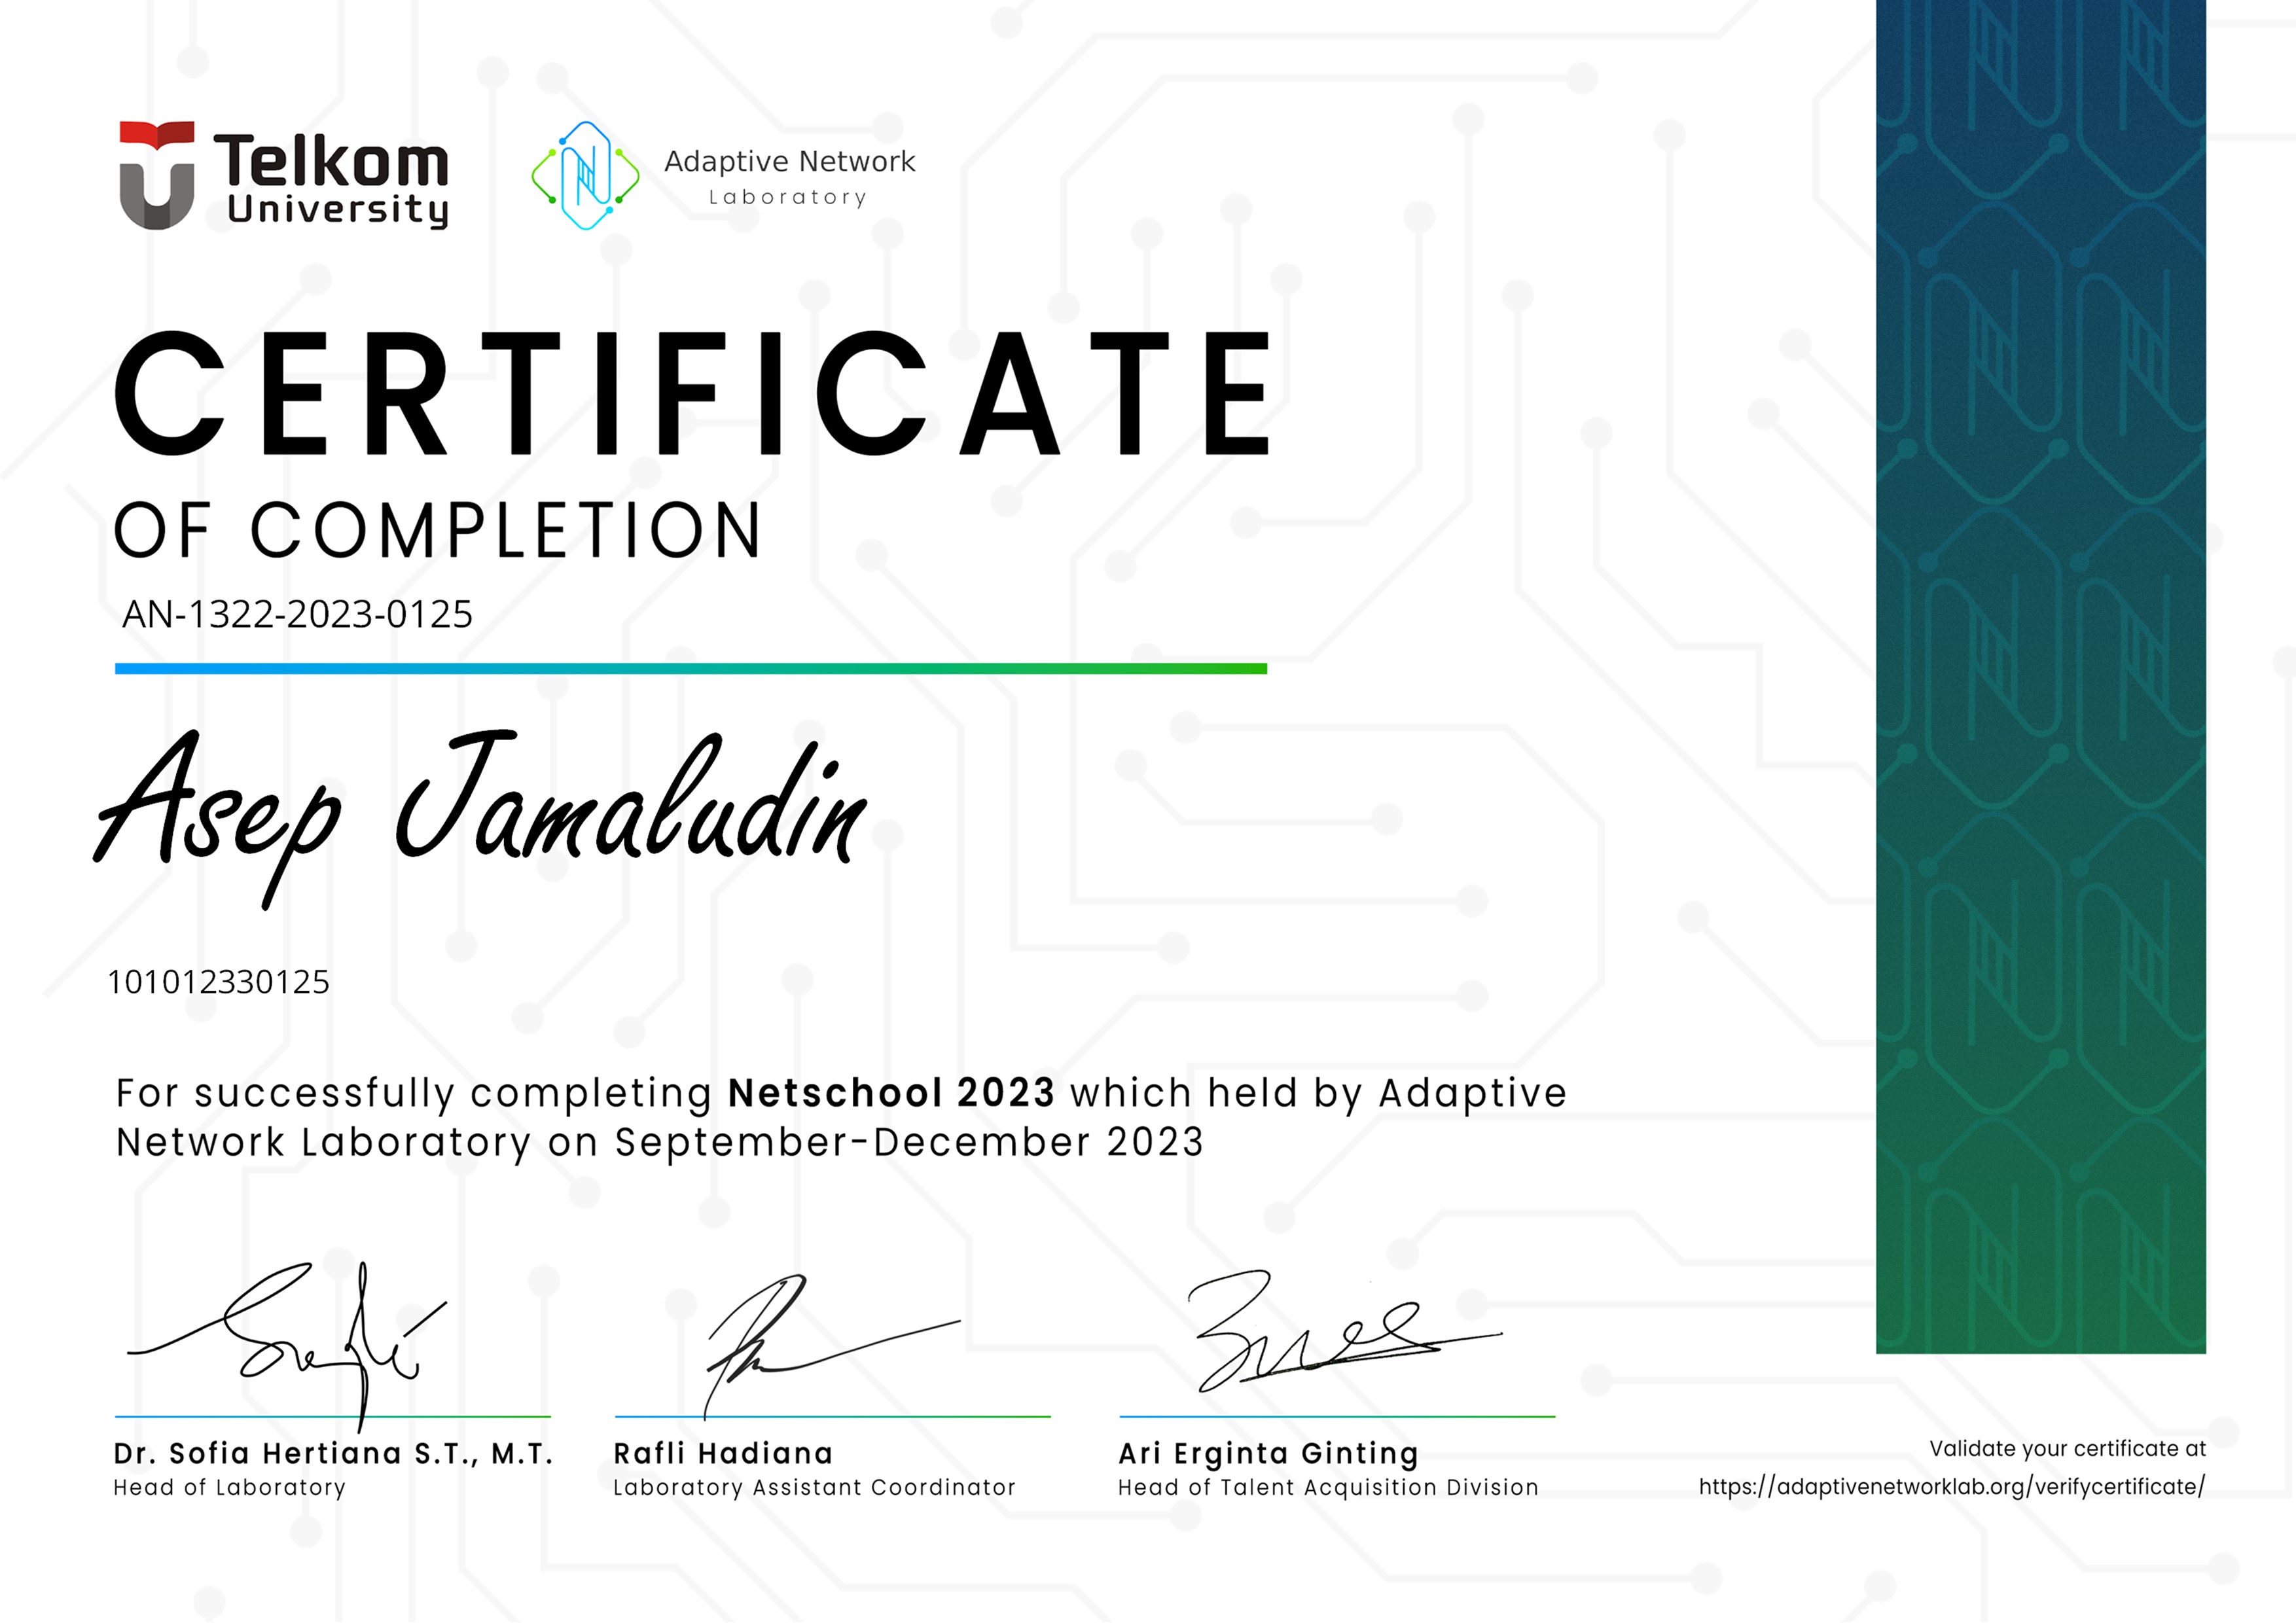 Telkom
University
Adaptive Network
Laboratory
CERTIFICATE
OF COMPLETION
AN-1322-2023-0125
Asep Jamaludin
101012330125
For successfully completing Netschool 2023 which held by Adaptive
Network Laboratory on September-December 2023
Dr. Sofia Hertiana S.T., M.T.
Head of Laboratory
Rafli Hadiana
Laboratory Assistant Coordinator
Ari Erginta Ginting
Head of Talent Acquisition Division
Validate your certificate at
https://adaptivenetworklab.org/verifycertificate/